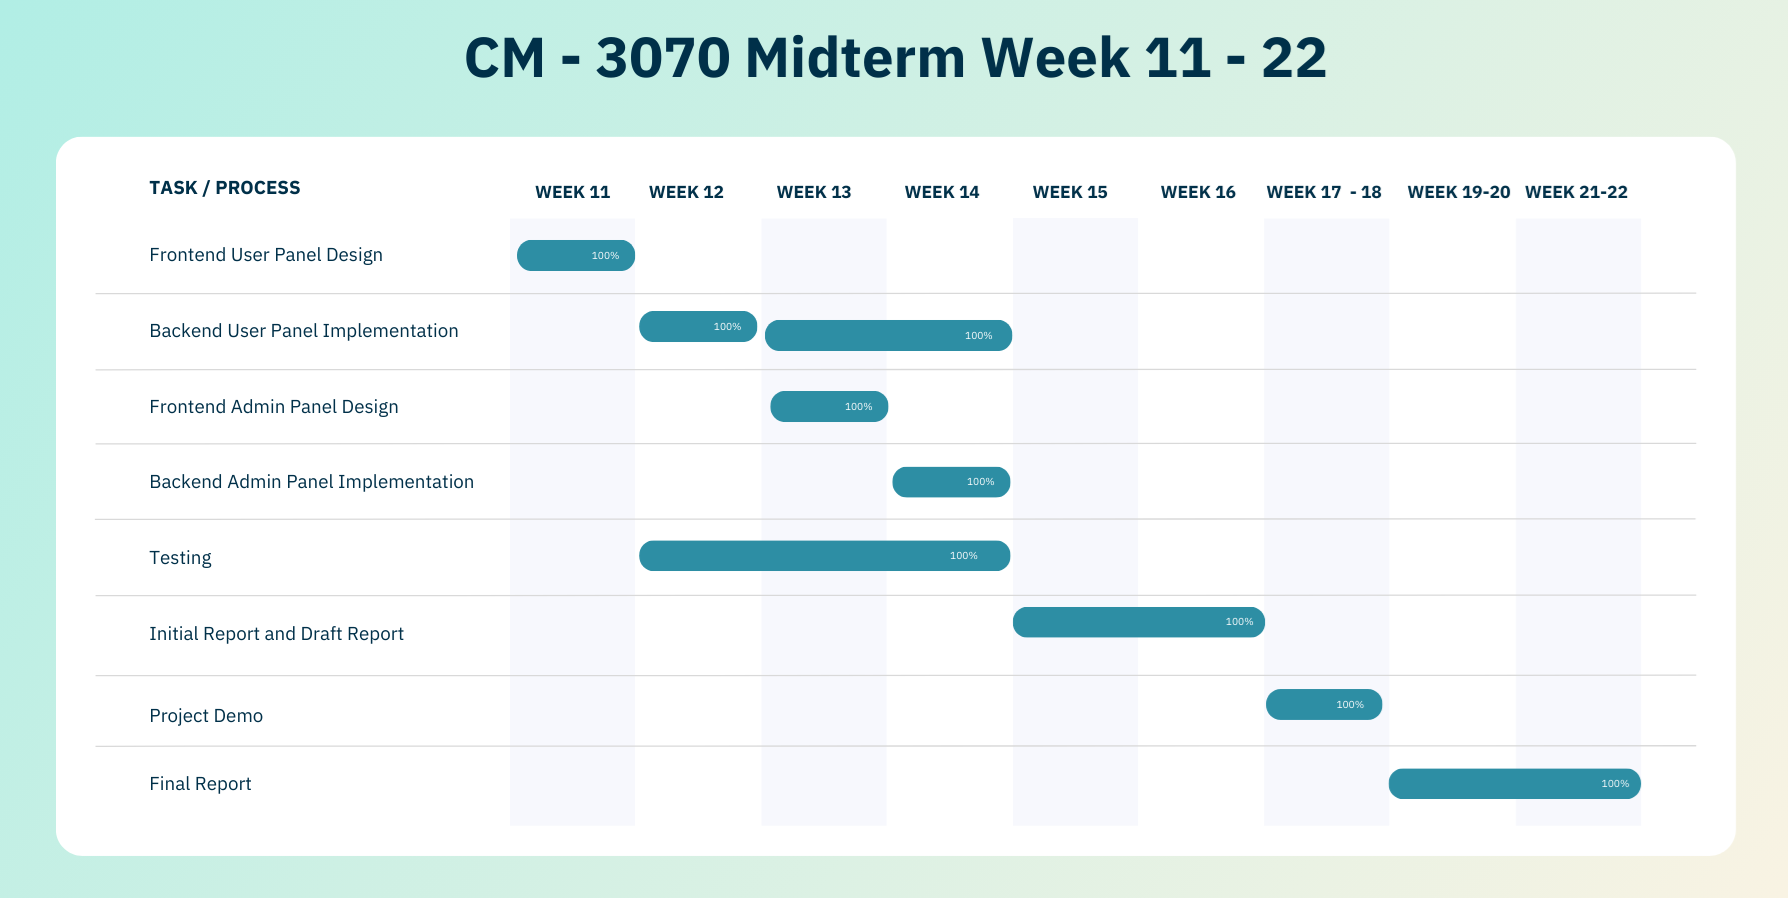 CM - 3070 Midterm Week 11 - 22
TASK / PROCESS WEEK 11 WEEK 12 WEEK 13 WEEK 14 WEEK 15 WEEK 16 WEEK 17 - 18 WEEK 19-20 WEEK 21-22
Frontend User Panel Design 100%
Backend User Panel Implementation 100% 100%
Frontend Admin Panel Design 100%
Backend Admin Panel Implementation 100%
Testing 100%
Initial Report and Draft Report 100%
Project Demo 100%
Final Report 100%